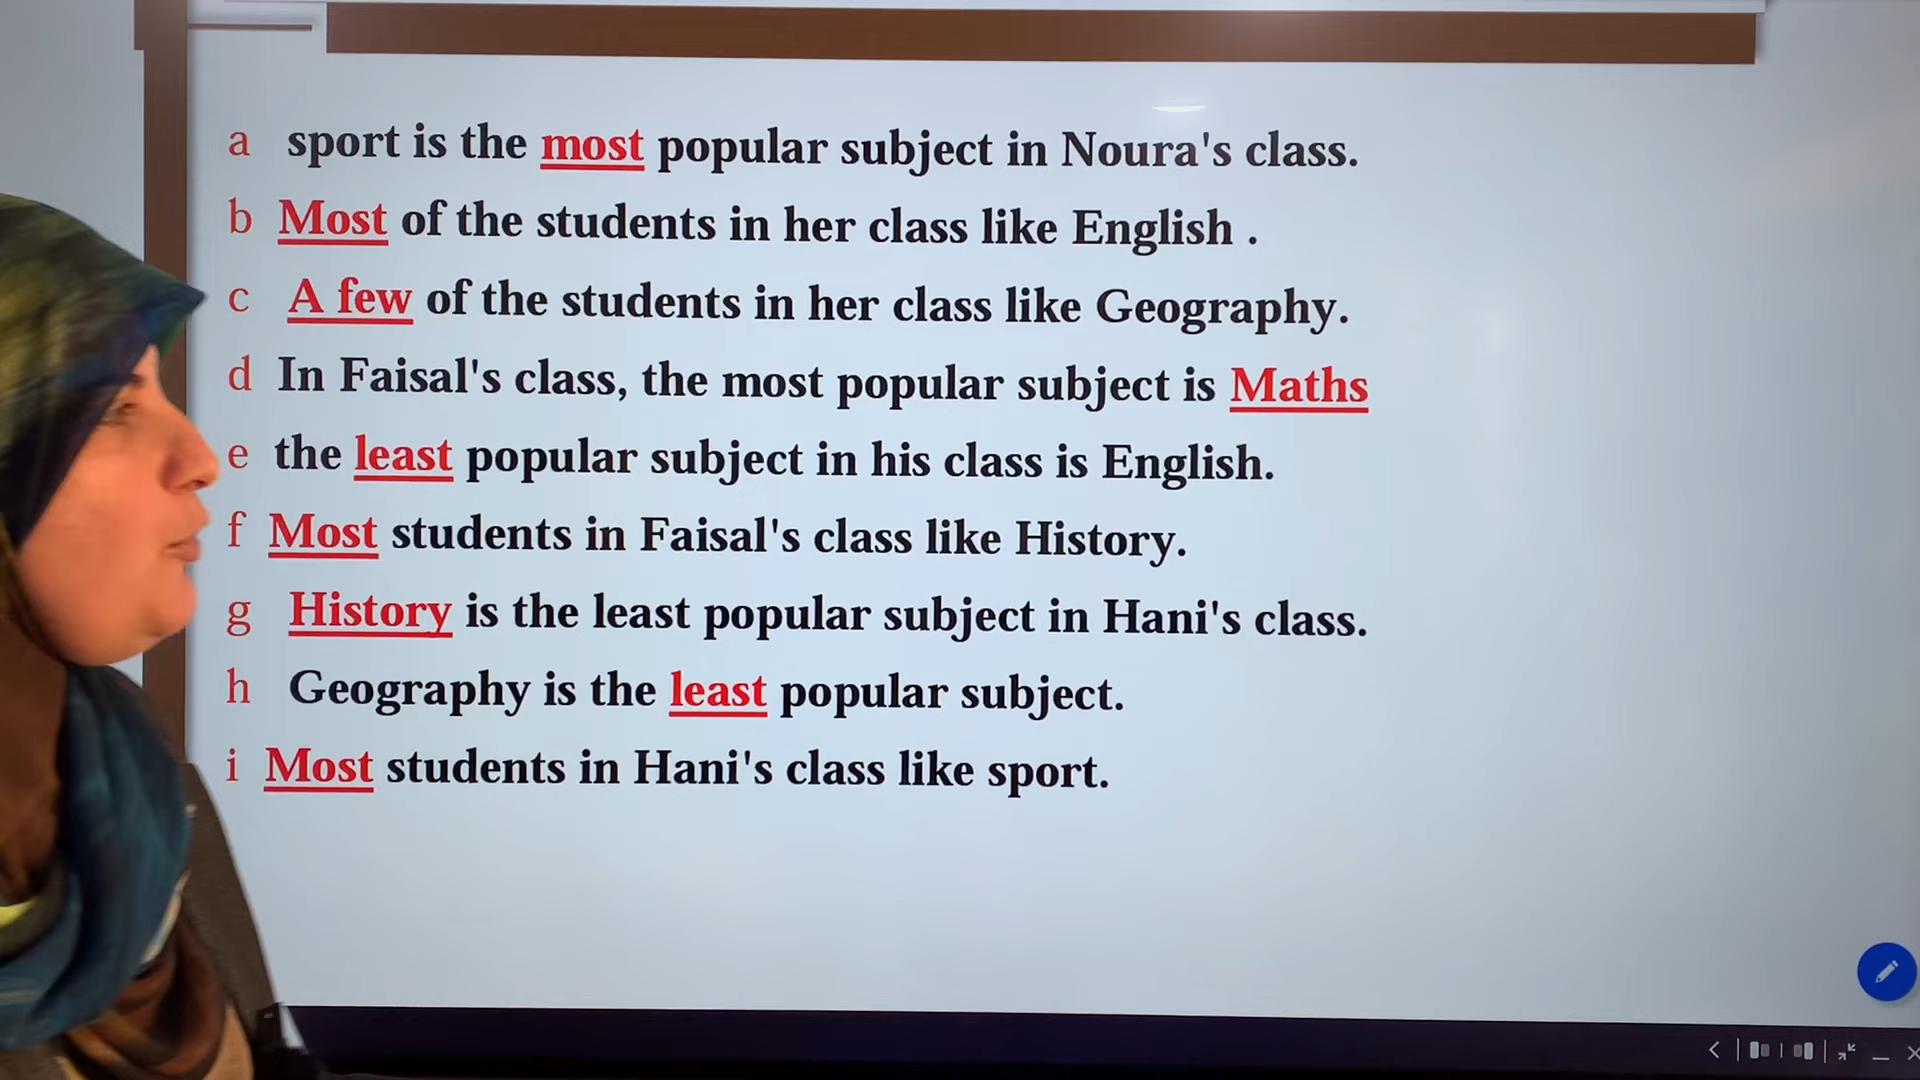 a sport is the most popular subject in Noura's class.
b Most of the students in her class like English .
c A few of the students in her class like Geography.
d In Faisal's class, the most popular subject is Maths
e the least popular subject in his class is English.
f Most students in Faisal's class like History.
g History is the least popular subject in Hani's class.
h Geography is the least popular subject.
i Most students in Hani's class like sport.